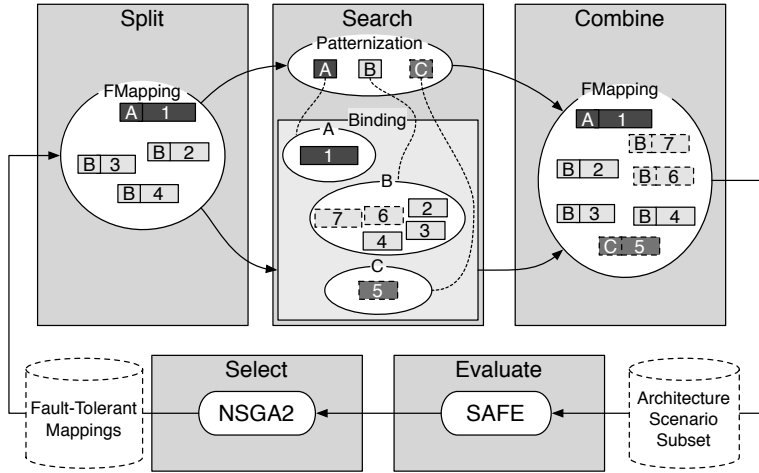 Split
Search
Combine
FMapping
A 1
B 2
B 3
B 4
Patternization
A B C
Binding
A
1
B
7 6 2
4 3
C
5
FMapping
A 1
B 7
B 2
B 6
B 3
B 4
C 5
Fault-Tolerant
Mappings
Select
NSGA2
Evaluate
SAFE
Architecture
Scenario
Subset